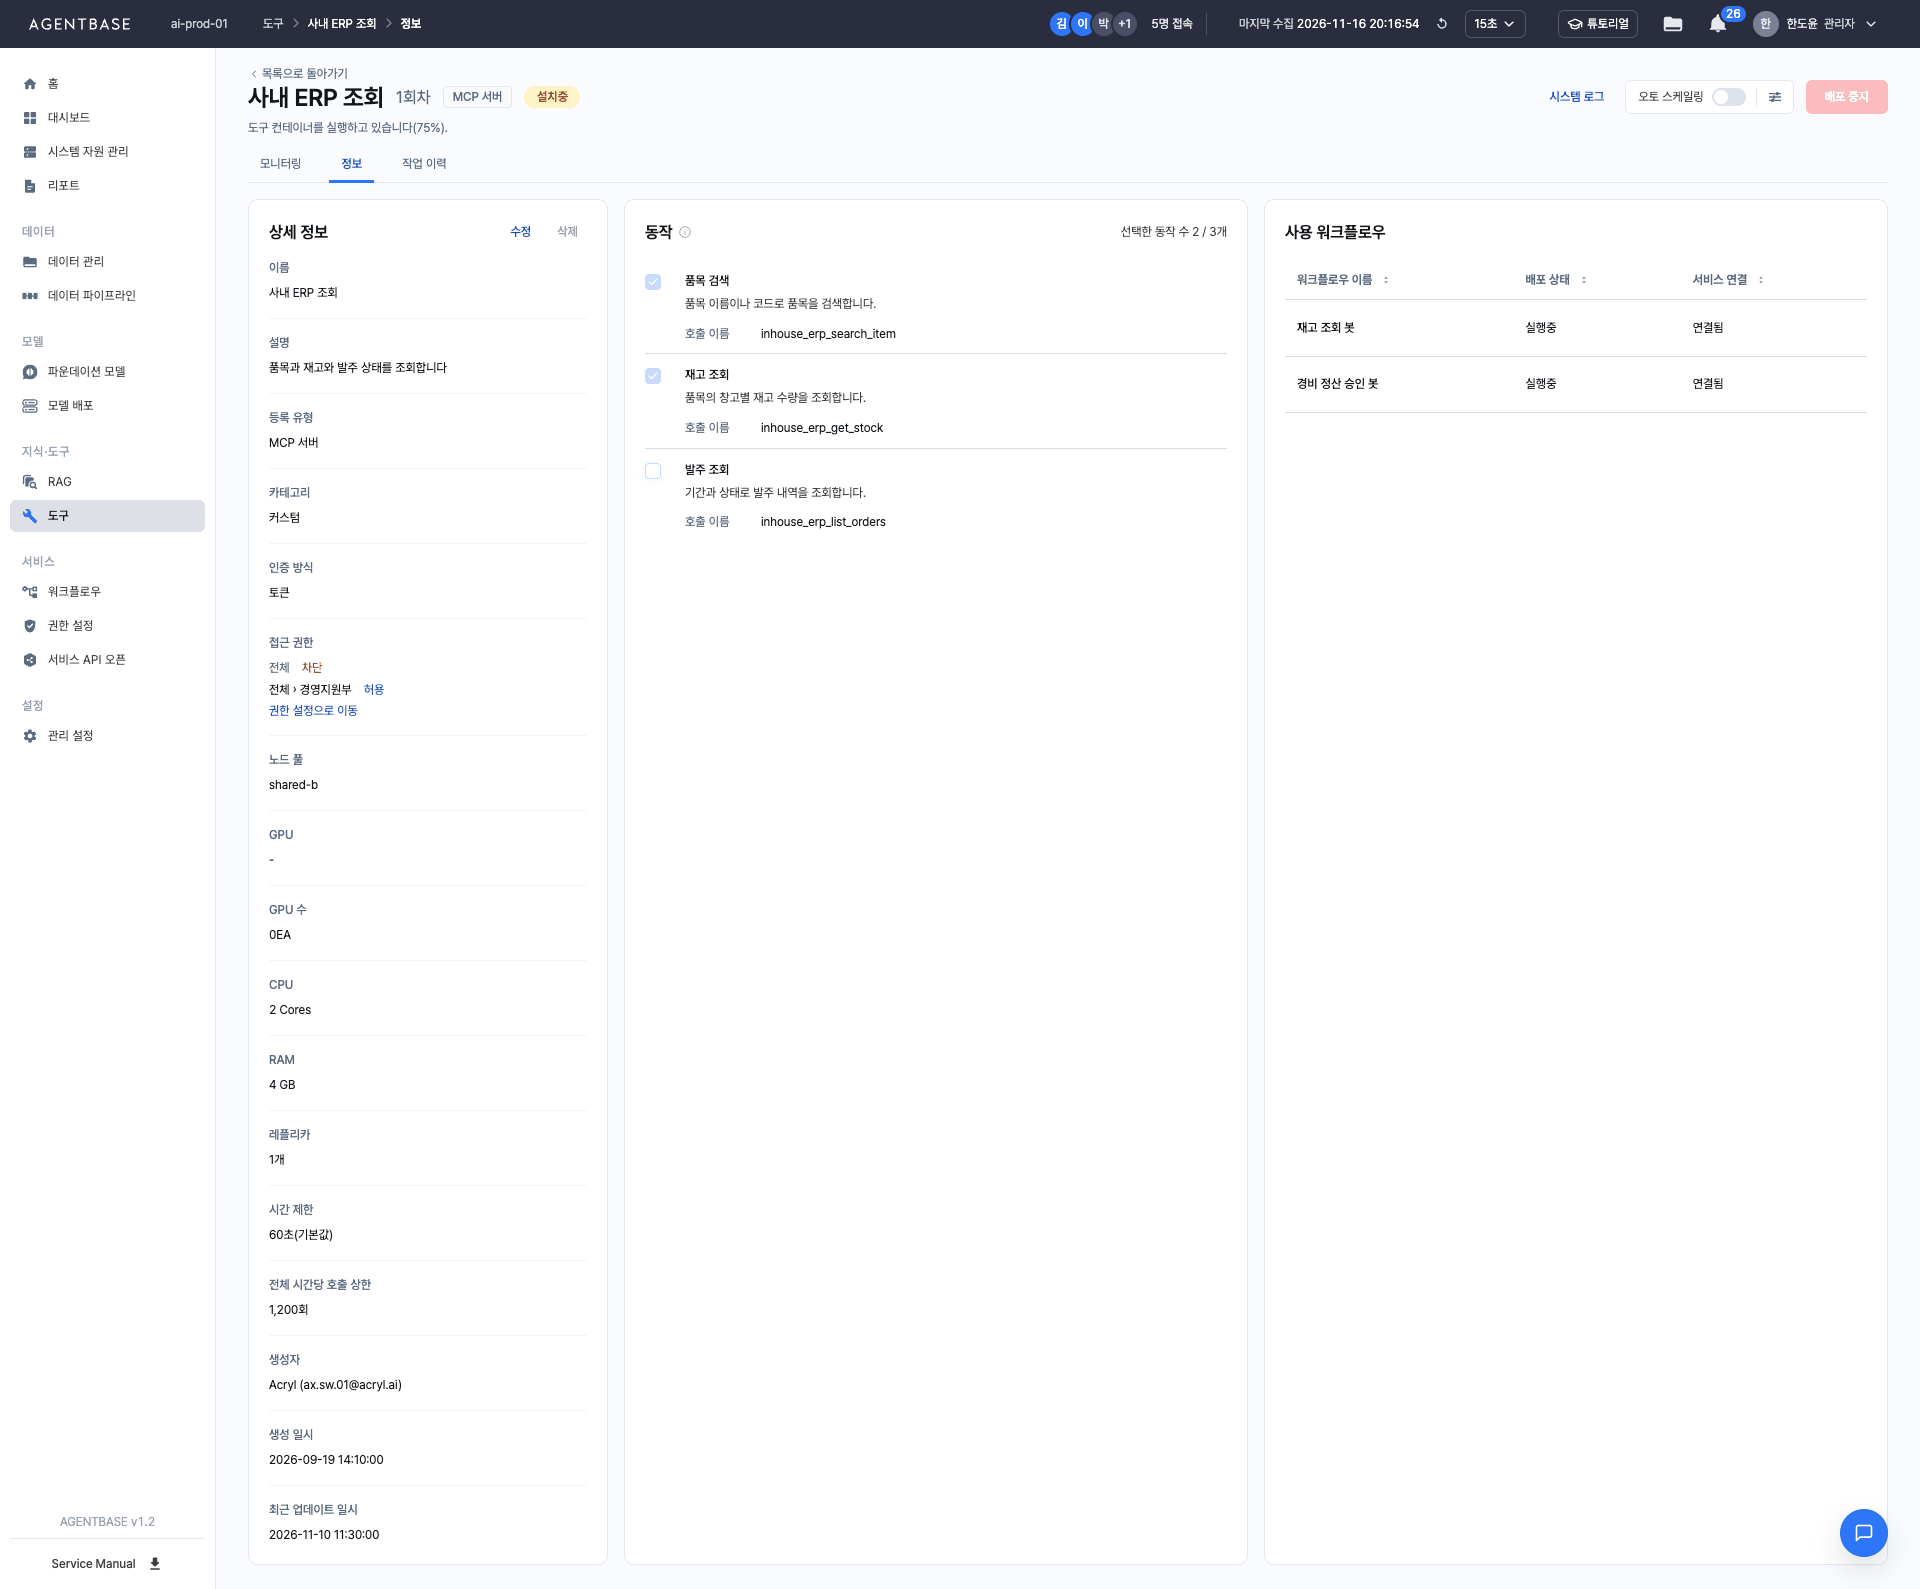 AGENTBASE
ai-prod-01
도구 > 사내 ERP 조회 > 정보
김 이 박 +1 5명 접속
마지막 수집 2026-11-16 20:16:54
15초
튜토리얼
26
한 한도윤 관리자
홈
대시보드
시스템 자원 관리
리포트
데이터
데이터 관리
데이터 파이프라인
모델
파운데이션 모델
모델 배포
지식·도구
RAG
도구
서비스
워크플로우
권한 설정
서비스 API 오픈
설정
관리 설정
AGENTBASE v1.2
Service Manual
목록으로 돌아가기
사내 ERP 조회 1회차 MCP 서버 설치중
도구 컨테이너를 실행하고 있습니다(75%).
시스템 로그
오토 스케일링
배포 중지
모니터링
정보
작업 이력
상세 정보
수정
삭제
이름
사내 ERP 조회
설명
품목과 재고와 발주 상태를 조회합니다
등록 유형
MCP 서버
카테고리
커스텀
인증 방식
토큰
접근 권한
전체 차단
전체 › 경영지원부 허용
권한 설정으로 이동
노드 풀
shared-b
GPU
-
GPU 수
0EA
CPU
2 Cores
RAM
4 GB
레플리카
1개
시간 제한
60초(기본값)
전체 시간당 호출 상한
1,200회
생성자
Acryl (ax.sw.01@acryl.ai)
생성 일시
2026-09-19 14:10:00
최근 업데이트 일시
2026-11-10 11:30:00
동작
선택한 동작 수 2 / 3개
품목 검색
품목 이름이나 코드로 품목을 검색합니다.
호출 이름 inhouse_erp_search_item
재고 조회
품목의 창고별 재고 수량을 조회합니다.
호출 이름 inhouse_erp_get_stock
발주 조회
기간과 상태로 발주 내역을 조회합니다.
호출 이름 inhouse_erp_list_orders
사용 워크플로우
워크플로우 이름 배포 상태 서비스 연결
재고 조회 봇 실행중 연결됨
경비 정산 승인 봇 실행중 연결됨